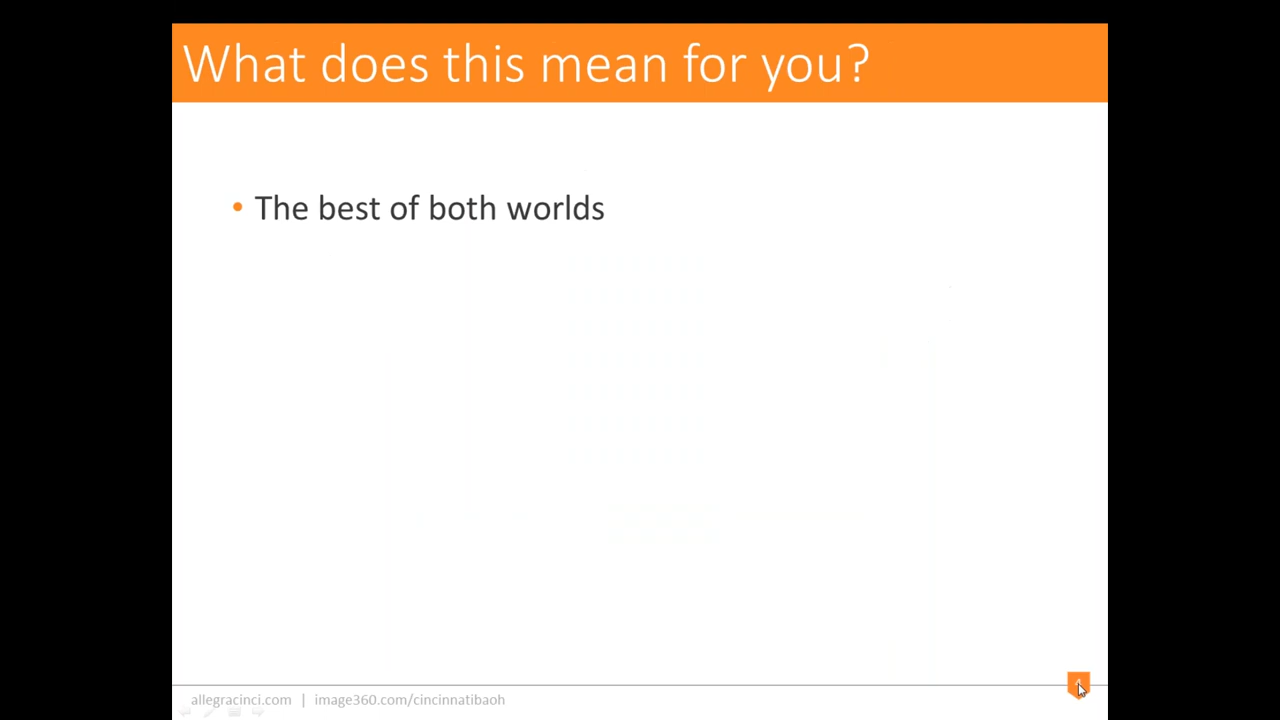 What does this mean for you?
• The best of both worlds
allegracinci.com | image360.com/cincinnatibaoh